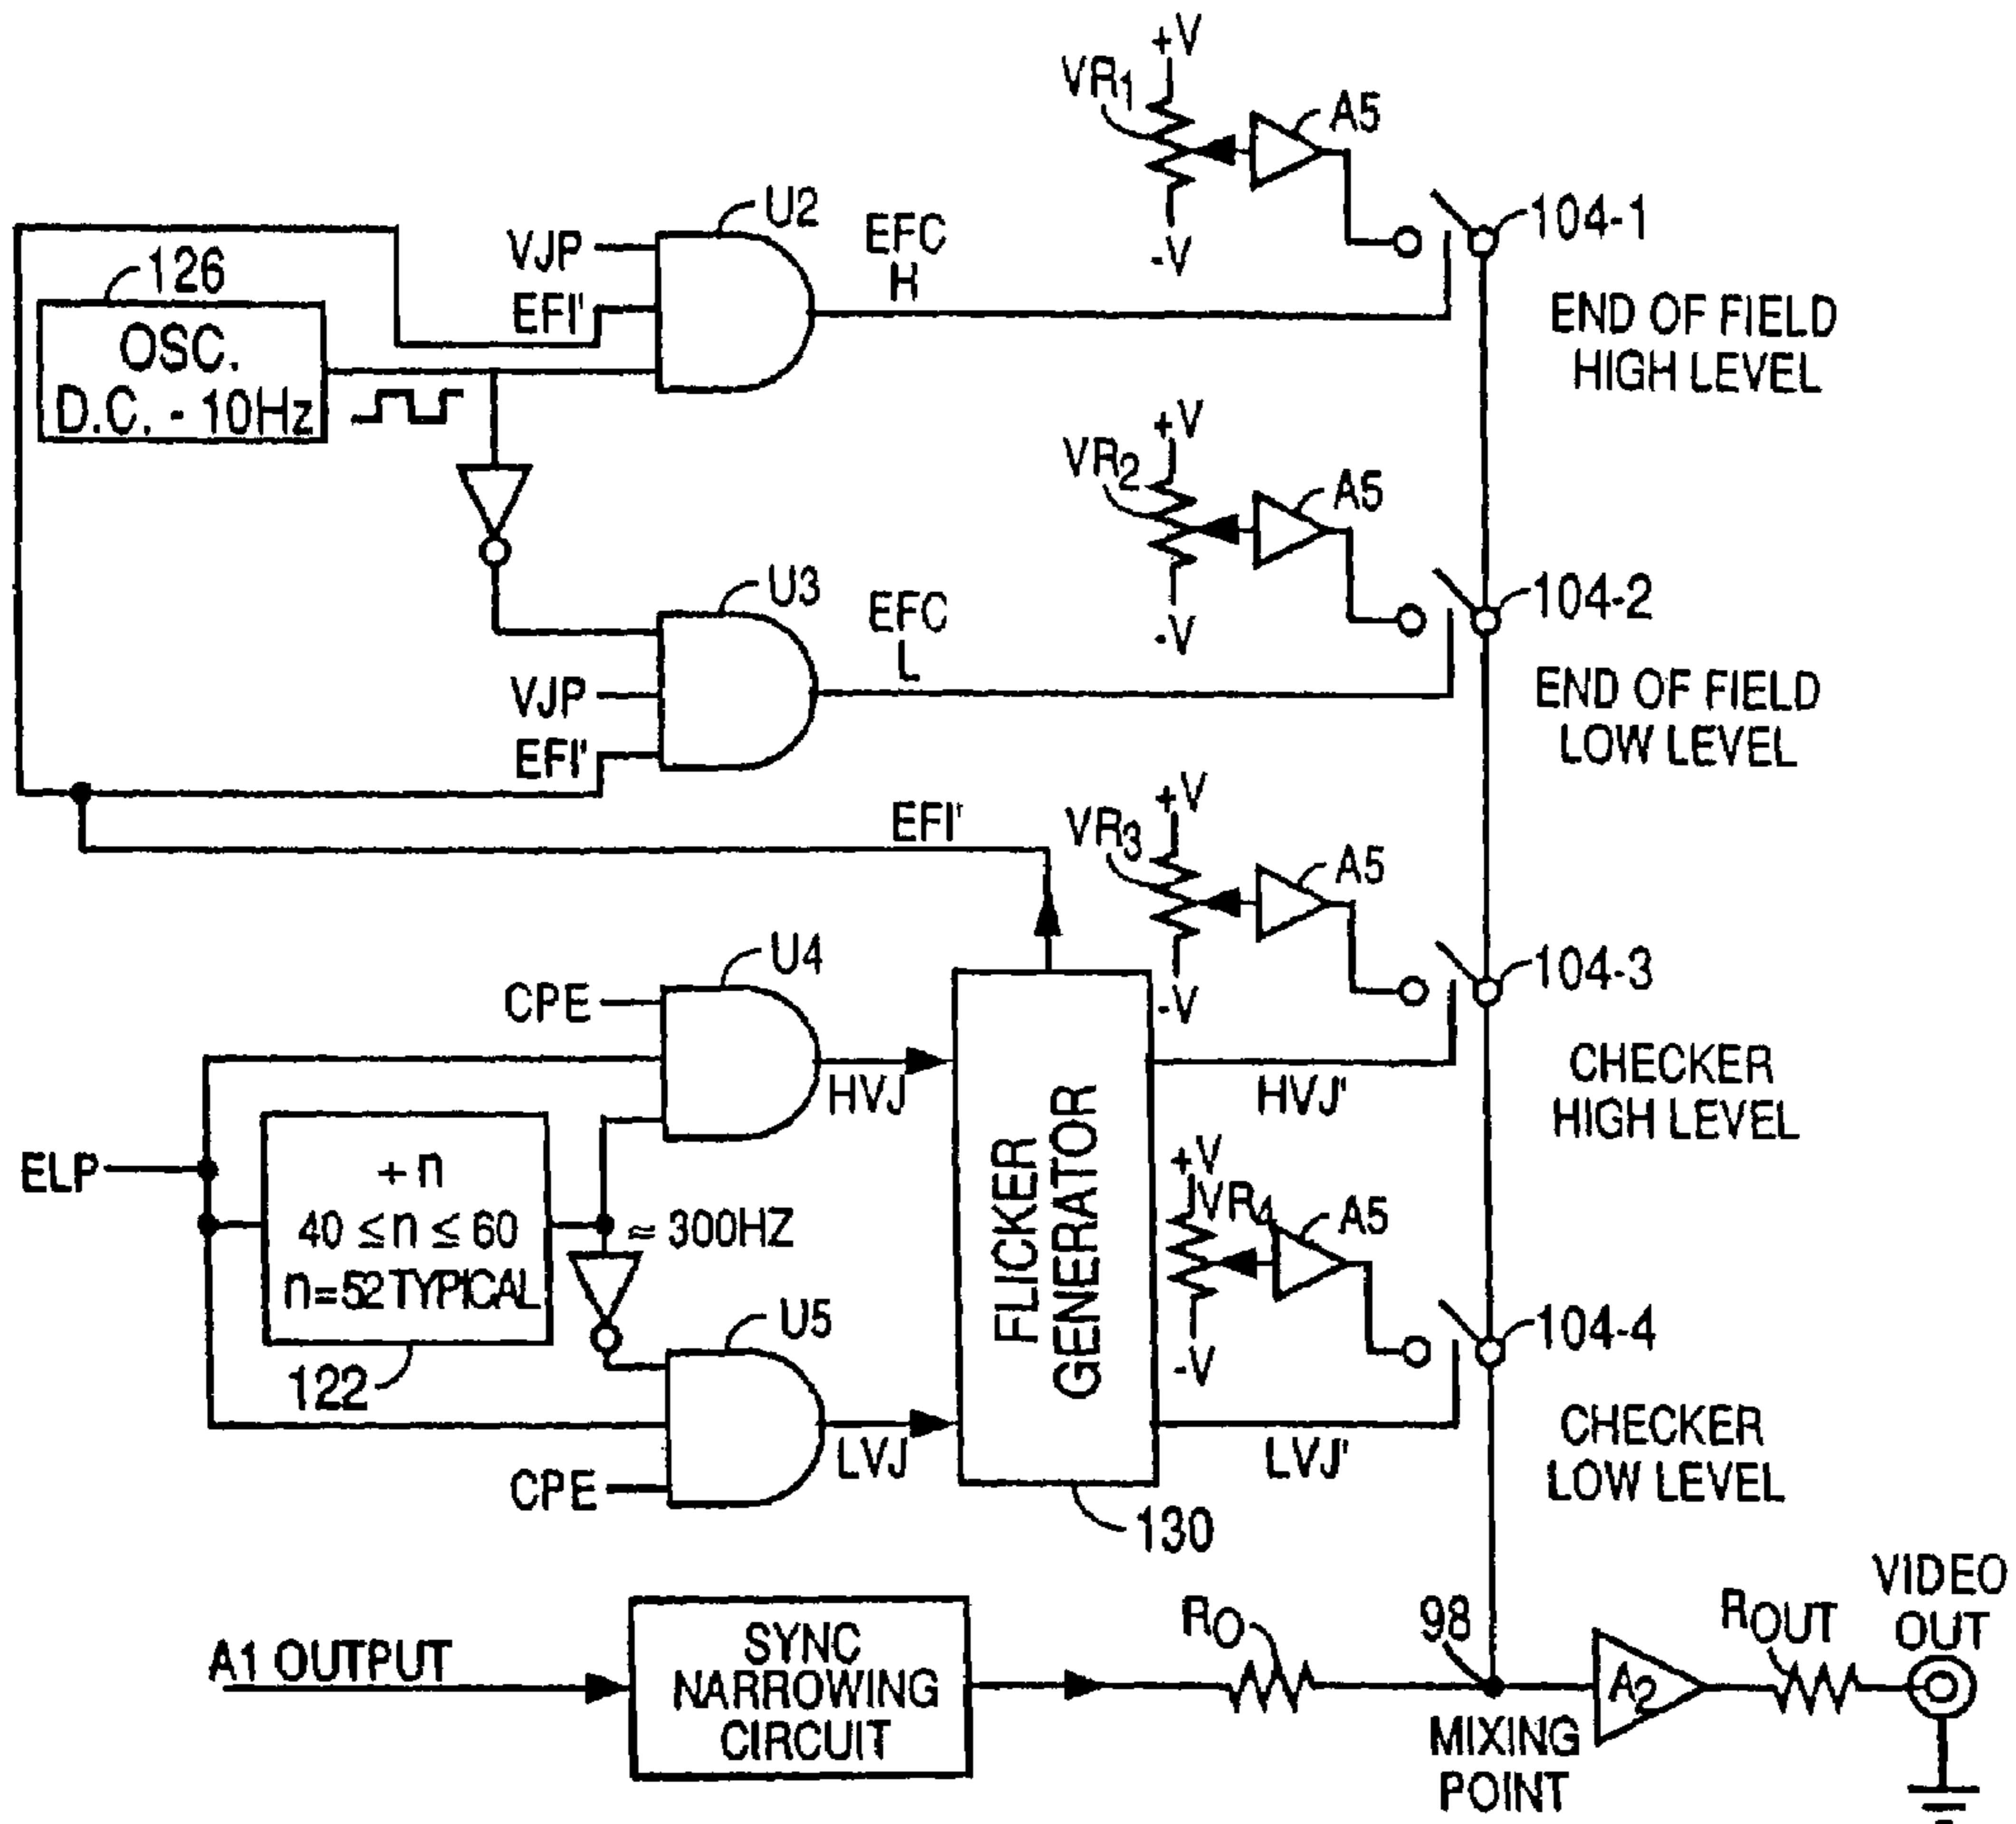 +V
VR1
A5
-V
104-1
END OF FIELD
HIGH LEVEL
U2
VJP
EFI'
EFC
H
126
OSC.
D.C. - 10Hz
+V
VR2
A5
-V
104-2
END OF FIELD
LOW LEVEL
U3
EFC
L
VJP
EFI'
EFI'
+V
VR3
A5
-V
104-3
CHECKER
HIGH LEVEL
U4
CPE
HVJ
HVJ'
ELP
+ n
40 ≤ n ≤ 60
n=52 TYPICAL
122
≈ 300HZ
FLICKER
GENERATOR
130
+V
VR4
A5
-V
104-4
CHECKER
LOW LEVEL
U5
CPE
LVJ
LVJ'
A1 OUTPUT
SYNC
NARROWING
CIRCUIT
RO
98
MIXING
POINT
A2
ROUT
VIDEO
OUT